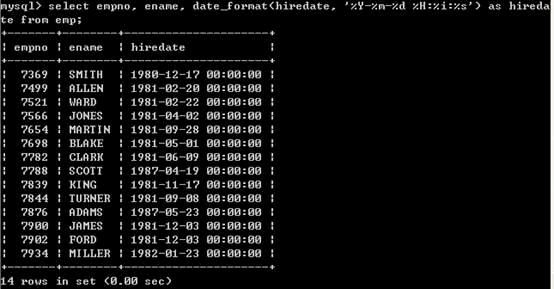 mysql> select empno, ename, date_format(hiredate, '%Y-%m-%d %H:%i:%s') as hireda
te from emp;
+-------+--------+---------------------+
| empno | ename  | hiredate            |
+-------+--------+---------------------+
|  7369 | SMITH  | 1980-12-17 00:00:00 |
|  7499 | ALLEN  | 1981-02-20 00:00:00 |
|  7521 | WARD   | 1981-02-22 00:00:00 |
|  7566 | JONES  | 1981-04-02 00:00:00 |
|  7654 | MARTIN | 1981-09-28 00:00:00 |
|  7698 | BLAKE  | 1981-05-01 00:00:00 |
|  7782 | CLARK  | 1981-06-09 00:00:00 |
|  7788 | SCOTT  | 1987-04-19 00:00:00 |
|  7839 | KING   | 1981-11-17 00:00:00 |
|  7844 | TURNER | 1981-09-08 00:00:00 |
|  7876 | ADAMS  | 1987-05-23 00:00:00 |
|  7900 | JAMES  | 1981-12-03 00:00:00 |
|  7902 | FORD   | 1981-12-03 00:00:00 |
|  7934 | MILLER | 1982-01-23 00:00:00 |
+-------+--------+---------------------+
14 rows in set (0.00 sec)